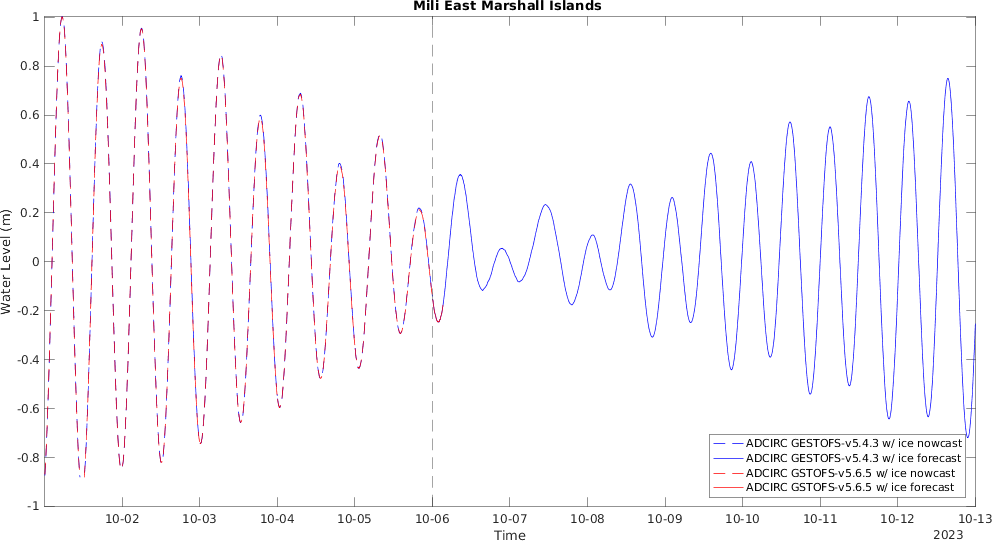 Mili East Marshall Islands
1
0.8
0.6
0.4
0.2
0
-0.2
-0.4
-0.6
-0.8
-1
Water Level (m)
10-02 10-03 10-04 10-05 10-06 10-07 10-08 10-09 10-10 10-11 10-12 10-13
Time
2023
ADCIRC GESTOFS-v5.4.3 w/ ice nowcast
ADCIRC GESTOFS-v5.4.3 w/ ice forecast
ADCIRC GSTOFS-v5.6.5 w/ ice nowcast
ADCIRC GSTOFS-v5.6.5 w/ ice forecast